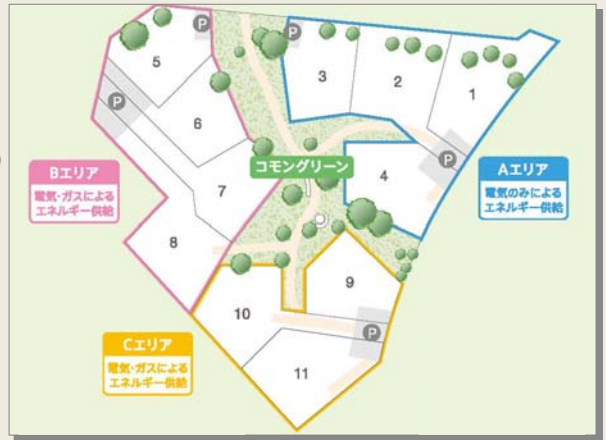 P
P
5
3
2
1
P
6
P
コモングリーン
4
Aエリア
電気のみによる
エネルギー供給
Bエリア
電気・ガスによる
エネルギー供給
7
8
9
10
P
Cエリア
電気・ガスによる
エネルギー供給
11